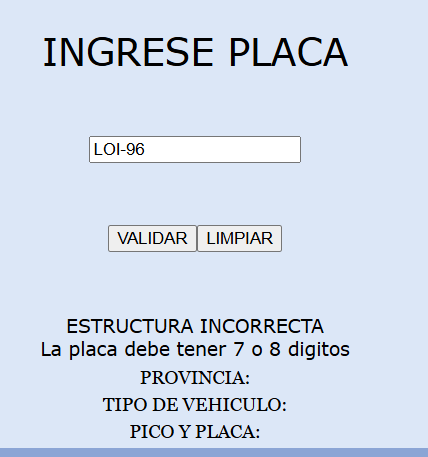 INGRESE PLACA
LOI-96
VALIDAR LIMPIAR
ESTRUCTURA INCORRECTA
La placa debe tener 7 o 8 digitos
PROVINCIA:
TIPO DE VEHICULO:
PICO Y PLACA: